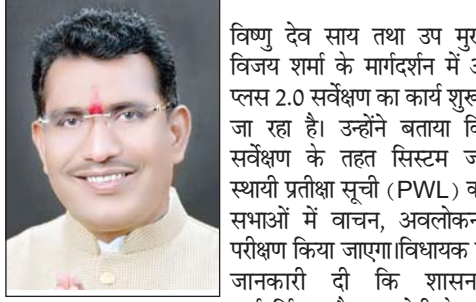 विष्णु देव साय तथा उप मुख
विजय शर्मा के मार्गदर्शन में
प्लस 2.0 सर्वेक्षण का कार्य शुरू
जा रहा है। उन्होंने बताया
सर्वेक्षण के तहत सिस्टम
स्थायी प्रतीक्षा सूची (PWL)
सभाओं में वाचन, अवलोकन
परीक्षण किया जाएगा।विधायक
जानकारी दी कि शासन